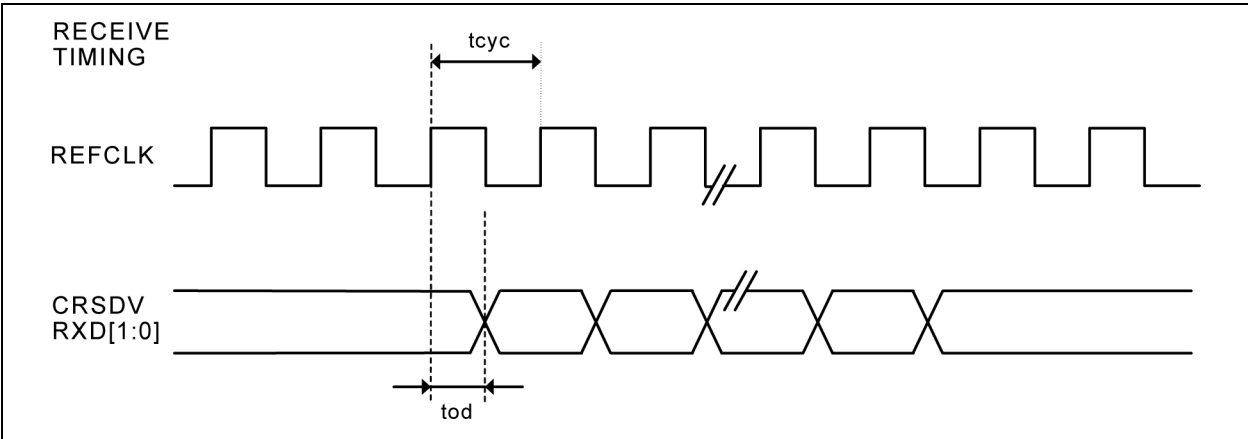 RECEIVE
TIMING
tcyc
REFCLK
CRSDV
RXD[1:0]
tod